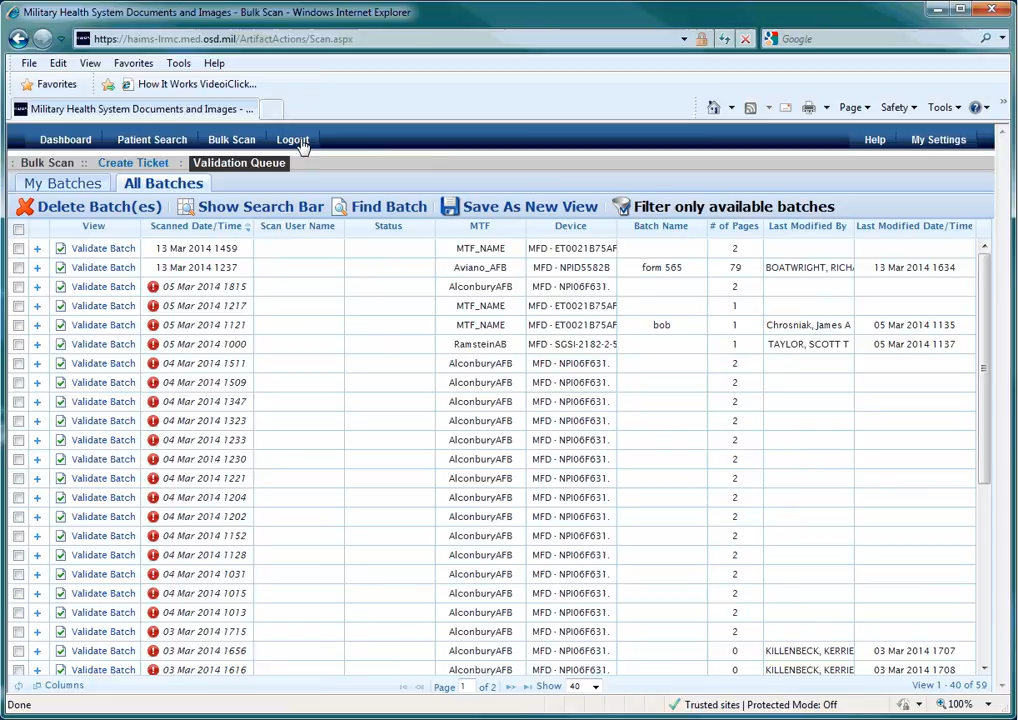 Military Health System Documents and Images - Bulk Scan - Windows Internet Explorer
https://haims-lrmc.med.osd.mil/ArtifactActions/Scan.aspx
Google
File Edit View Favorites Tools Help
Favorites How It Works VideoiClick...
Military Health System Documents and Images - ...
Page Safety Tools
Dashboard Patient Search Bulk Scan Logout Help My Settings
: Bulk Scan :: Create Ticket : Validation Queue
My Batches All Batches
Delete Batch(es) Show Search Bar Find Batch Save As New View Filter only available batches
View Scanned Date/Time Scan User Name Status MTF Device Batch Name # of Pages Last Modified By Last Modified Date/Time
Validate Batch 13 Mar 2014 1459 MTF_NAME MFD - ET0021B75AF 2
Validate Batch 13 Mar 2014 1237 Aviano_AFB MFD - NPID5582B form 565 79 BOATWRIGHT, RICHA 13 Mar 2014 1634
Validate Batch 05 Mar 2014 1815 AlconburyAFB MFD - NPI06F631. 2
Validate Batch 05 Mar 2014 1217 MTF_NAME MFD - ET0021B75AF 1
Validate Batch 05 Mar 2014 1121 MTF_NAME MFD - ET0021B75AF bob 1 Chrosniak, James A 05 Mar 2014 1135
Validate Batch 05 Mar 2014 1000 RamsteinAB MFD - SGSI-2182-2-5 1 TAYLOR, SCOTT T 05 Mar 2014 1137
Validate Batch 04 Mar 2014 1511 AlconburyAFB MFD - NPI06F631. 2
Validate Batch 04 Mar 2014 1509 AlconburyAFB MFD - NPI06F631. 2
Validate Batch 04 Mar 2014 1347 AlconburyAFB MFD - NPI06F631. 2
Validate Batch 04 Mar 2014 1323 AlconburyAFB MFD - NPI06F631. 2
Validate Batch 04 Mar 2014 1233 AlconburyAFB MFD - NPI06F631. 2
Validate Batch 04 Mar 2014 1230 AlconburyAFB MFD - NPI06F631. 2
Validate Batch 04 Mar 2014 1221 AlconburyAFB MFD - NPI06F631. 2
Validate Batch 04 Mar 2014 1204 AlconburyAFB MFD - NPI06F631. 2
Validate Batch 04 Mar 2014 1202 AlconburyAFB MFD - NPI06F631. 2
Validate Batch 04 Mar 2014 1152 AlconburyAFB MFD - NPI06F631. 2
Validate Batch 04 Mar 2014 1128 AlconburyAFB MFD - NPI06F631. 2
Validate Batch 04 Mar 2014 1031 AlconburyAFB MFD - NPI06F631. 2
Validate Batch 04 Mar 2014 1015 AlconburyAFB MFD - NPI06F631. 2
Validate Batch 04 Mar 2014 1013 AlconburyAFB MFD - NPI06F631. 2
Validate Batch 03 Mar 2014 1715 AlconburyAFB MFD - NPI06F631. 2
Validate Batch 03 Mar 2014 1656 AlconburyAFB MFD - NPI06F631. 0 KILLENBECK, KERRIE 03 Mar 2014 1707
Validate Batch 03 Mar 2014 1616 AlconburyAFB MFD - NPI06F631. 0 KILLENBECK, KERRIE 03 Mar 2014 1708
Columns Page 1 of 2 Show 40 View 1 - 40 of 59
Done Trusted sites | Protected Mode: Off 100%